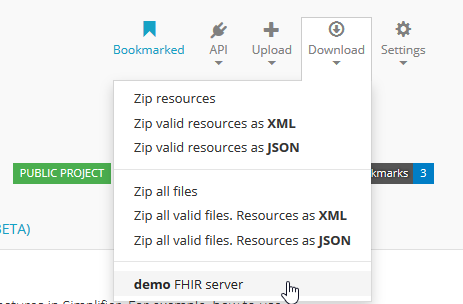 Bookmarked API Upload Download Settings
Zip resources
Zip valid resources as XML
Zip valid resources as JSON
PUBLIC PROJECT
kmarks 3
Zip all files
Zip all valid files. Resources as XML
BETA)
Zip all valid files. Resources as JSON
demo FHIR server